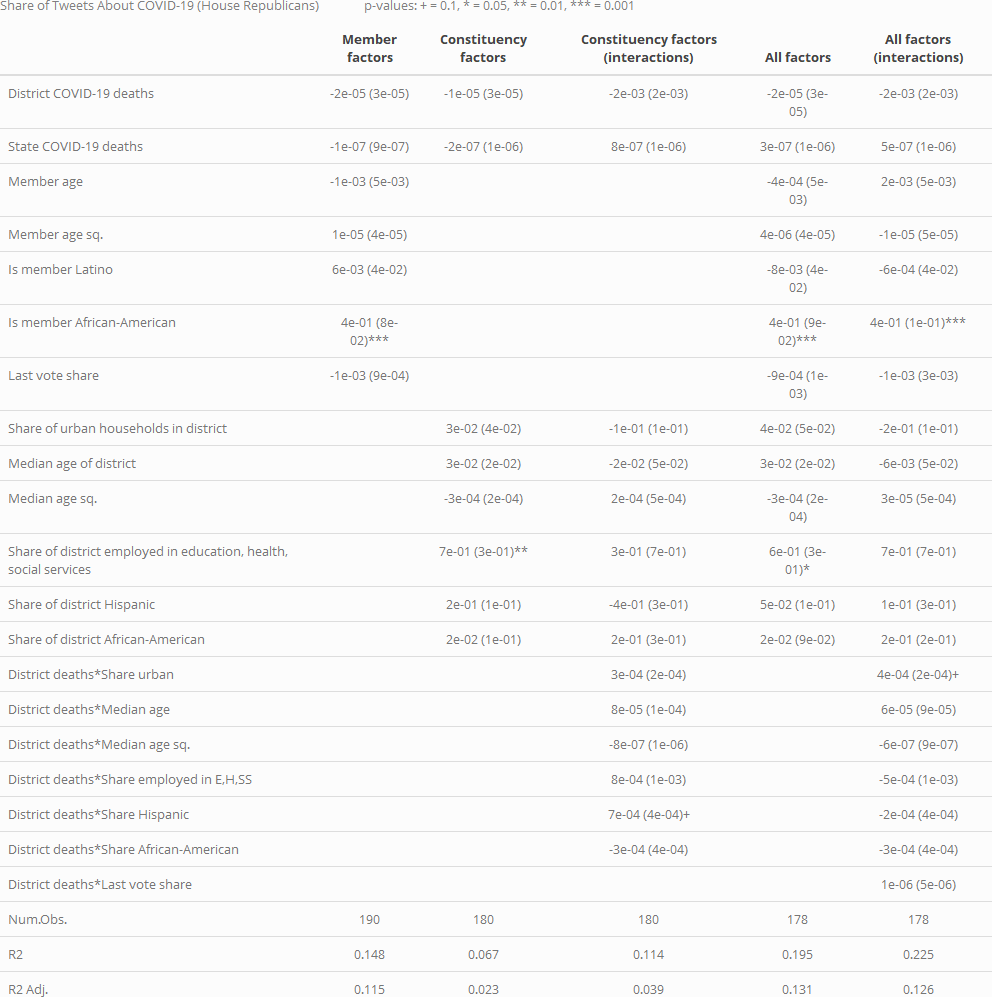 Share of Tweets About COVID-19 (House Republicans) p-values: + = 0.1, * = 0.05, ** = 0.01, *** = 0.001
Member factors Constituency factors Constituency factors (interactions) All factors All factors (interactions)
District COVID-19 deaths -2e-05 (3e-05) -1e-05 (3e-05) -2e-03 (2e-03) -2e-05 (3e-05) -2e-03 (2e-03)
State COVID-19 deaths -1e-07 (9e-07) -2e-07 (1e-06) 8e-07 (1e-06) 3e-07 (1e-06) 5e-07 (1e-06)
Member age -1e-03 (5e-03) -4e-04 (5e-03) 2e-03 (5e-03)
Member age sq. 1e-05 (4e-05) 4e-06 (4e-05) -1e-05 (5e-05)
Is member Latino 6e-03 (4e-02) -8e-03 (4e-02) -6e-04 (4e-02)
Is member African-American 4e-01 (8e-02)*** 4e-01 (9e-02)*** 4e-01 (1e-01)***
Last vote share -1e-03 (9e-04) -9e-04 (1e-03) -1e-03 (3e-03)
Share of urban households in district 3e-02 (4e-02) -1e-01 (1e-01) 4e-02 (5e-02) -2e-01 (1e-01)
Median age of district 3e-02 (2e-02) -2e-02 (5e-02) 3e-02 (2e-02) -6e-03 (5e-02)
Median age sq. -3e-04 (2e-04) 2e-04 (5e-04) -3e-04 (2e-04) 3e-05 (5e-04)
Share of district employed in education, health, social services 7e-01 (3e-01)** 3e-01 (7e-01) 6e-01 (3e-01)* 7e-01 (7e-01)
Share of district Hispanic 2e-01 (1e-01) -4e-01 (3e-01) 5e-02 (1e-01) 1e-01 (3e-01)
Share of district African-American 2e-02 (1e-01) 2e-01 (3e-01) 2e-02 (9e-02) 2e-01 (2e-01)
District deaths*Share urban 3e-04 (2e-04) 4e-04 (2e-04)+
District deaths*Median age 8e-05 (1e-04) 6e-05 (9e-05)
District deaths*Median age sq. -8e-07 (1e-06) -6e-07 (9e-07)
District deaths*Share employed in E,H,SS 8e-04 (1e-03) -5e-04 (1e-03)
District deaths*Share Hispanic 7e-04 (4e-04)+ -2e-04 (4e-04)
District deaths*Share African-American -3e-04 (4e-04) -3e-04 (4e-04)
District deaths*Last vote share 1e-06 (5e-06)
Num.Obs. 190 180 180 178 178
R2 0.148 0.067 0.114 0.195 0.225
R2 Adj. 0.115 0.023 0.039 0.131 0.126